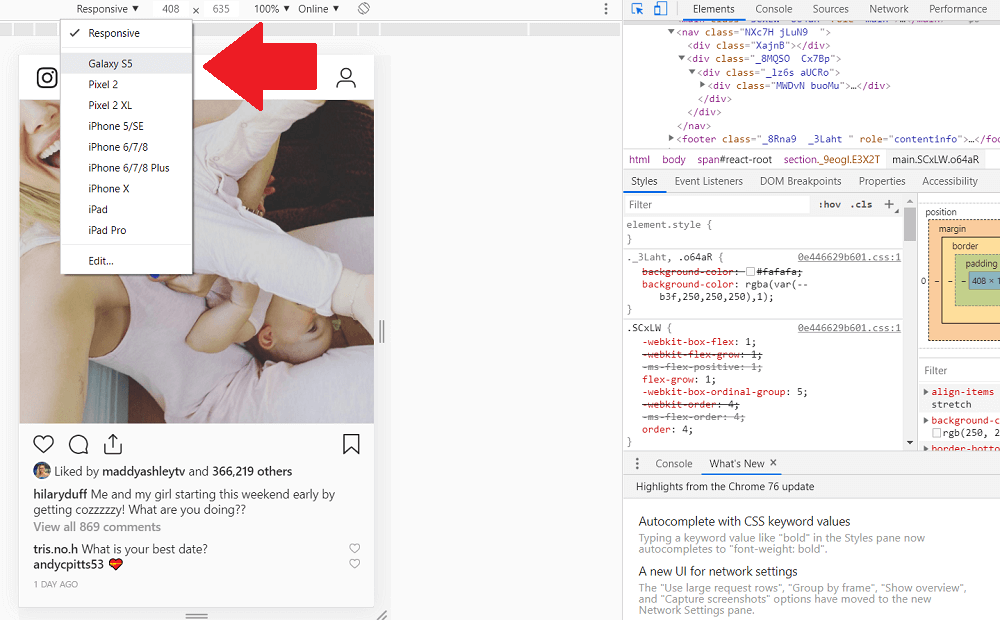 Responsive ▼ 408 × 635 100% ▼ Online ▼
Responsive
Galaxy S5
Pixel 2
Pixel 2 XL
iPhone 5/SE
iPhone 6/7/8
iPhone 6/7/8 Plus
iPhone X
iPad
iPad Pro
Edit...
Liked by maddyashleytv and 366,219 others
hilaryduff Me and my girl starting this weekend early by
getting cozzzzzy! What are you doing??
View all 869 comments
tris.no.h What is your best date?
andycpitts53
1 DAY AGO
Elements Console Sources Network Performance
▼<nav class="NXc7H jLuN9  ">
<div class="XajnB"></div>
▼<div class="_8MQSO  Cx7Bp">
▼<div class="_lz6s aUCRo">
▶<div class="MWDvN buoMu">…</div>
</div>
</div>
</nav>
▶<footer class="_8Rna9  _3Laht " role="contentinfo">…</foo
html body span#react-root section._9eogI.E3X2T main.SCxLW.o64aR
Styles Event Listeners DOM Breakpoints Properties Accessibility
Filter :hov .cls +
element.style {
}
._3Laht, .o64aR { 0e446629b601.css:1
background-color: #fafafa;
background-color: rgba(var(--
b3f,250,250,250),1);
}
.SCxLW { 0e446629b601.css:1
-webkit-box-flex: 1;
-webkit-flex-grow: 1;
-ms-flex-positive: 1;
flex-grow: 1;
-webkit-box-ordinal-group: 5;
-webkit-order: 4;
-ms-flex-order: 4;
order: 4;
}
position
margin
border
padding
0 – – – 408 × 1
Filter
▶align-items
stretch
▶background-c
rgb(250, 2
▶border-botto
Console What's New ×
Highlights from the Chrome 76 update
Autocomplete with CSS keyword values
Typing a keyword value like "bold" in the Styles pane now
autocompletes to "font-weight: bold".
A new UI for network settings
The "Use large request rows", "Group by frame", "Show overview",
and "Capture screenshots" options have moved to the new
Network Settings pane.